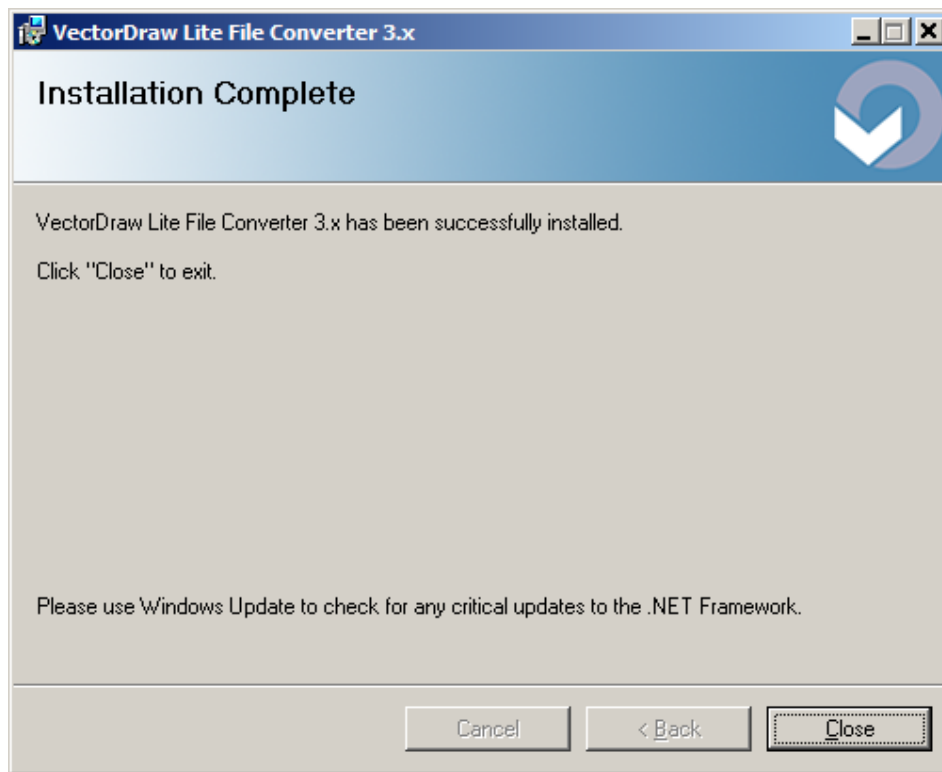 VectorDraw Lite File Converter 3.x
Installation Complete
VectorDraw Lite File Converter 3.x has been successfully installed.
Click "Close" to exit.
Please use Windows Update to check for any critical updates to the .NET Framework.
Cancel
< Back
Close